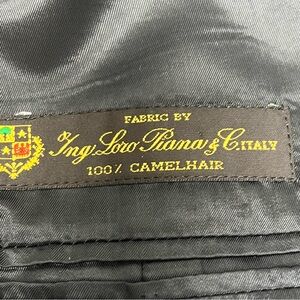 FABRIC BY
Ing. Loro Piana & C. ITALY
100% CAMELHAIR